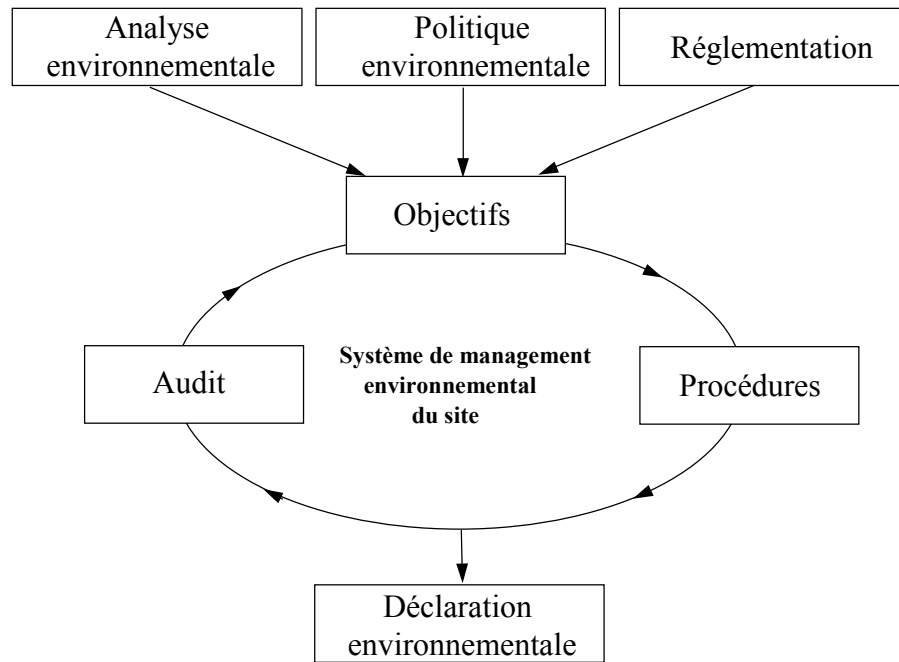 Analyse
environnementale
Politique
environnementale
Réglementation
Objectifs
Audit
Système de management
environnemental
du site
Procédures
Déclaration
environnementale